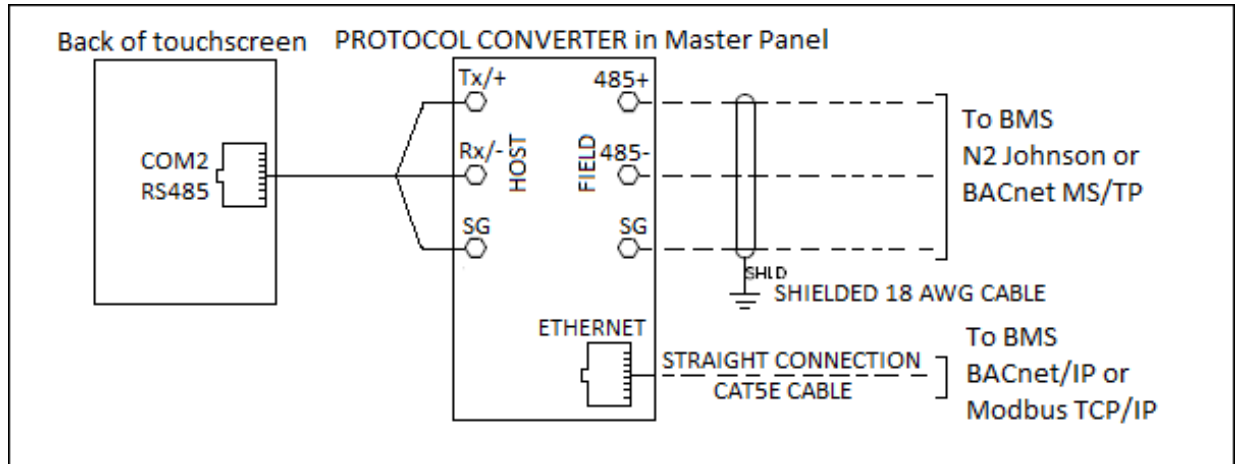 Back of touchscreen
PROTOCOL CONVERTER in Master Panel
COM2
RS485
Tx/+
Rx/-
SG
HOST
FIELD
485+
485-
SG
SHLD
SHIELDED 18 AWG CABLE
To BMS
N2 Johnson or
BACnet MS/TP
ETHERNET
STRAIGHT CONNECTION
CAT5E CABLE
To BMS
BACnet/IP or
Modbus TCP/IP